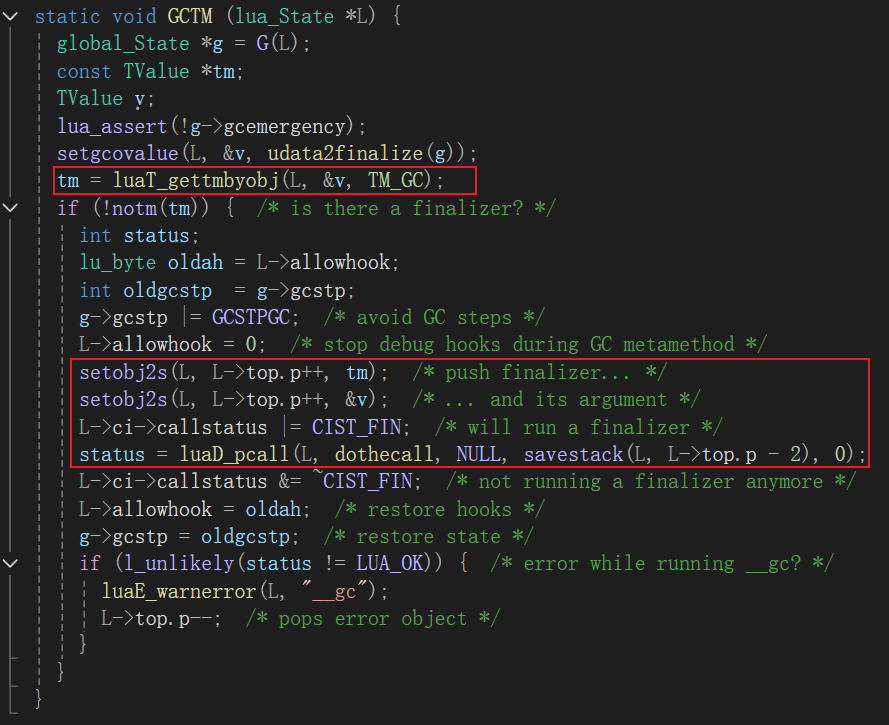 static void GCTM (lua_State *L) {
  global_State *g = G(L);
  const TValue *tm;
  TValue y;
  lua_assert(!g->gcemergency);
  setgcovalue(L, &v, udata2finalize(g));
  tm = luaT_gettmbyobj(L, &v, TM_GC);
  if (!notm(tm)) {  /* is there a finalizer? */
    int status;
    lu_byte oldah = L->allowhook;
    int oldgcstp  = g->gcstp;
    g->gcstp |= GCSTPGC;  /* avoid GC steps */
    L->allowhook = 0;  /* stop debug hooks during GC metamethod */
    setobj2s(L, L->top.p++, tm);  /* push finalizer... */
    setobj2s(L, L->top.p++, &v);  /* ... and its argument */
    L->ci->callstatus |= CIST_FIN;  /* will run a finalizer */
    status = luaD_pcall(L, dothecall, NULL, savestack(L, L->top.p - 2), 0);
    L->ci->callstatus &= ~CIST_FIN;  /* not running a finalizer anymore */
    L->allowhook = oldah;  /* restore hooks */
    g->gcstp = oldgcstp;  /* restore state */
    if (l_unlikely(status != LUA_OK)) {  /* error while running __gc? */
      luaE_warnerror(L, "__gc");
      L->top.p--;  /* pops error object */
    }
  }
}